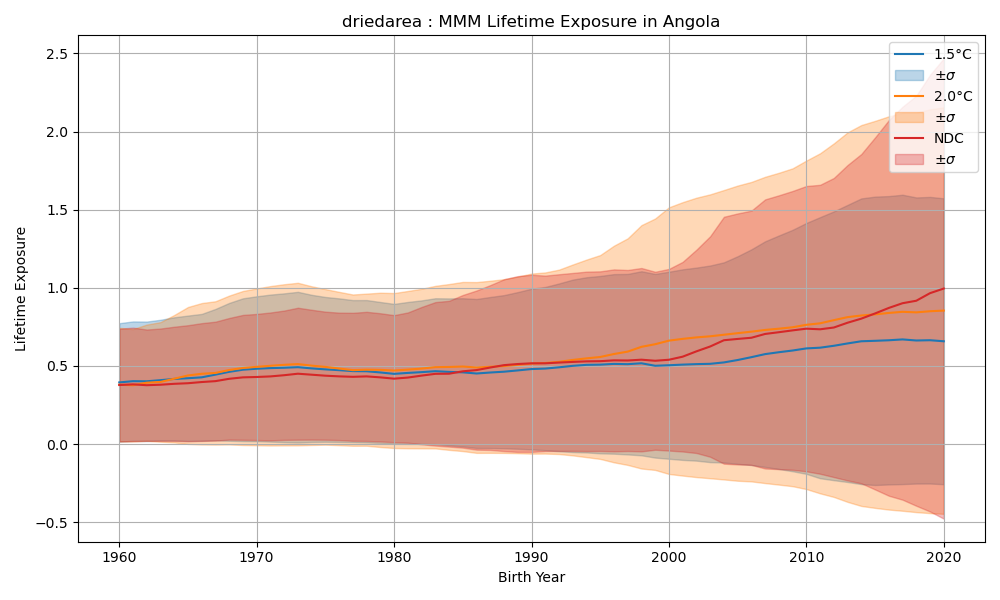 driedarea : MMM Lifetime Exposure in Angola
2.5
2.0
1.5
1.0
0.5
0.0
−0.5
Lifetime Exposure
1960
1970
1980
1990
2000
2010
2020
Birth Year
1.5°C
±σ
2.0°C
±σ
NDC
±σ